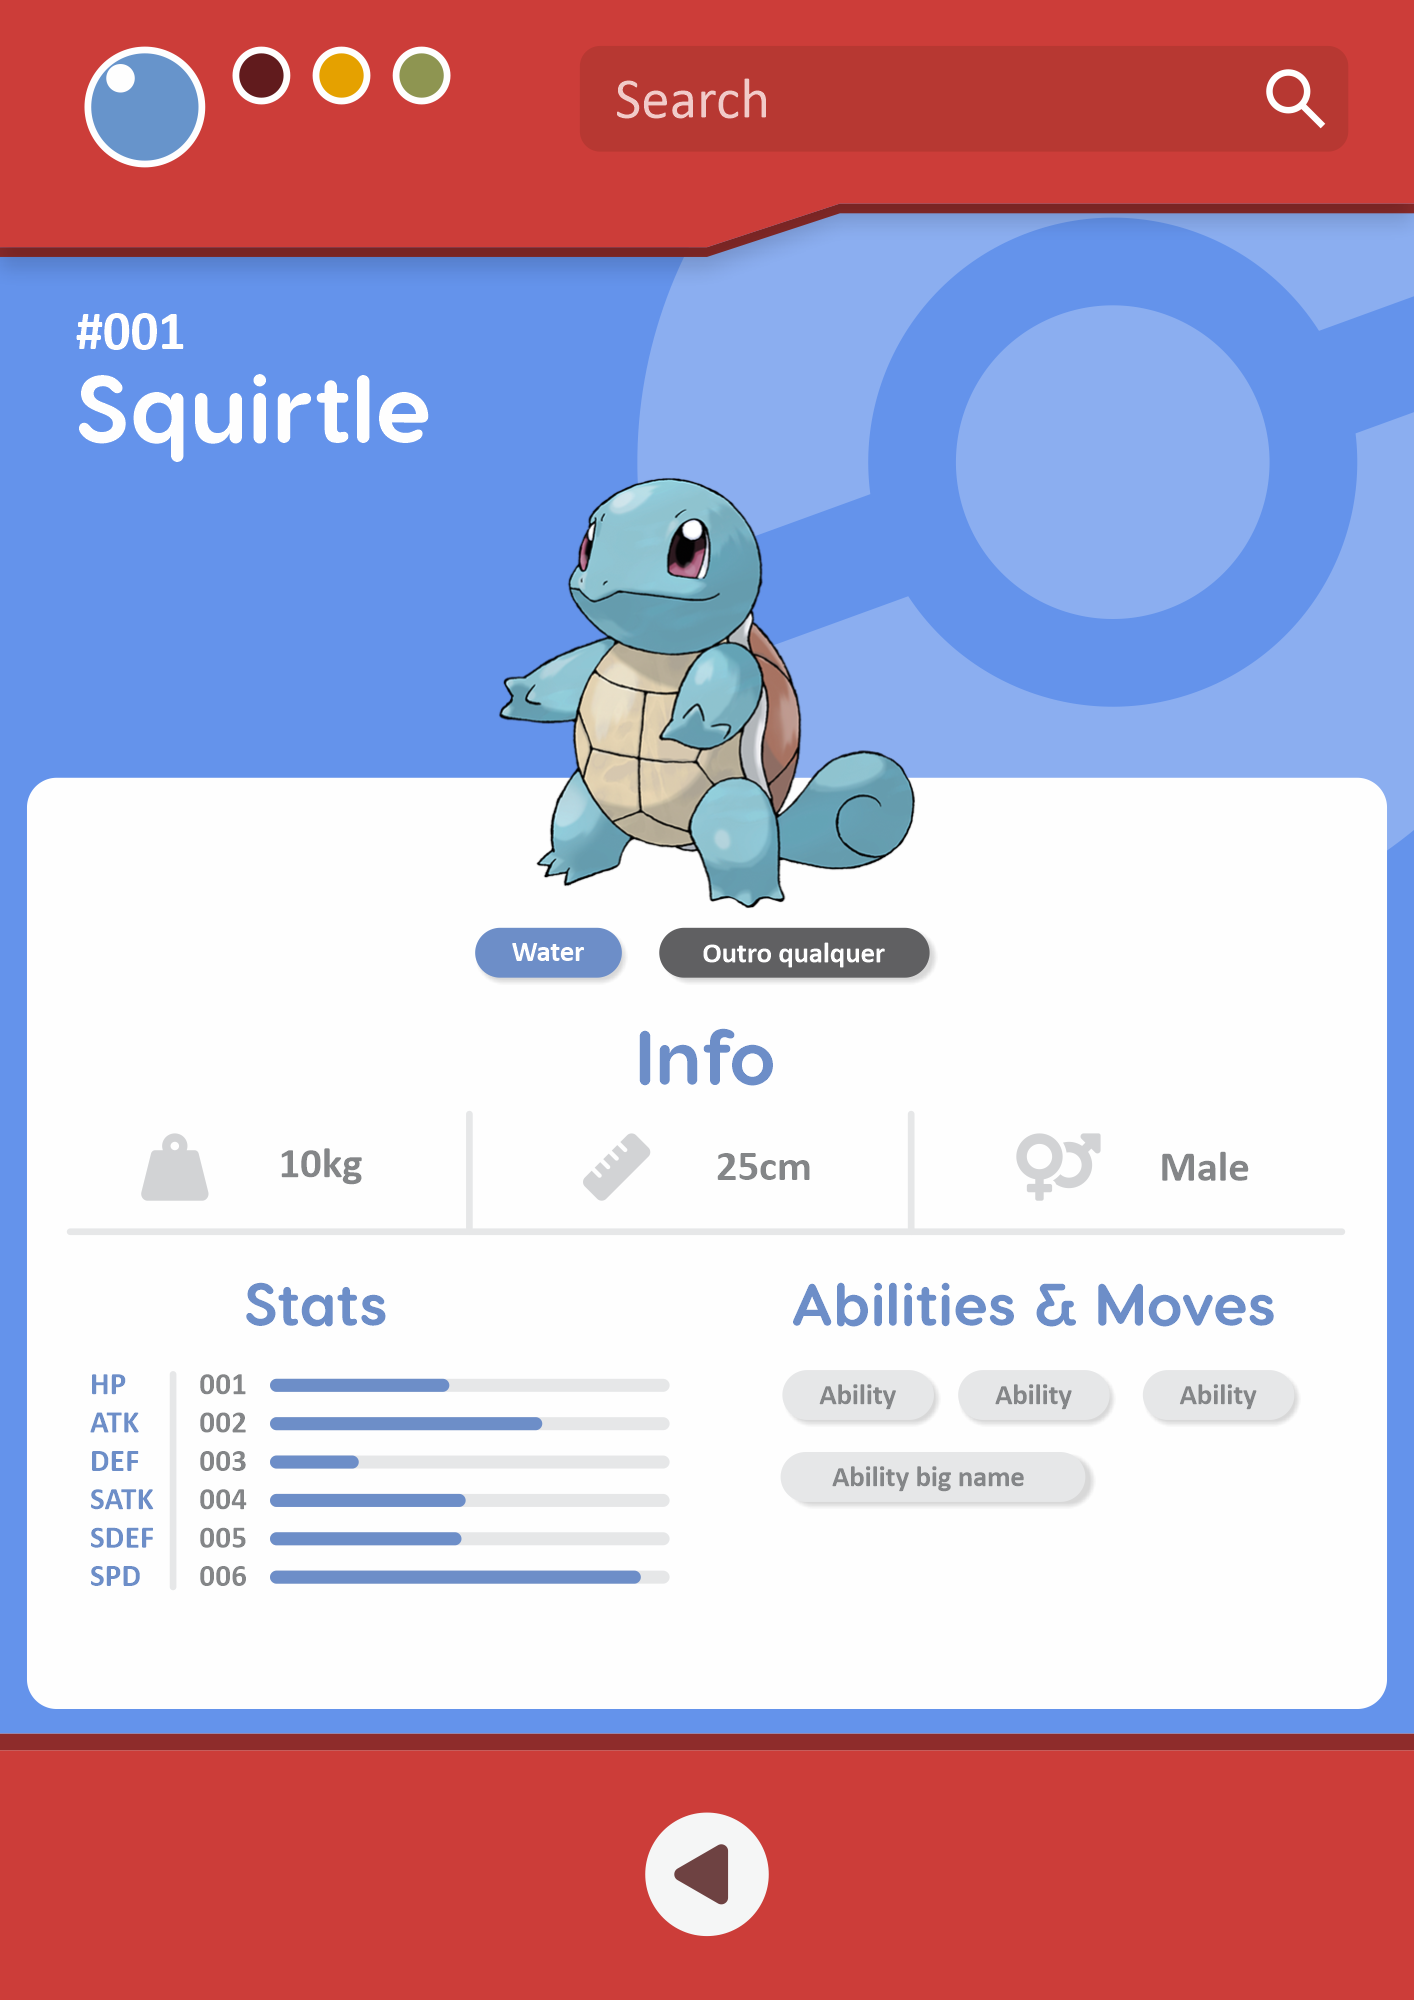 Search
#001
Squirtle
Water
Outro qualquer
Info
10kg
25cm
Male
Stats
HP 001
ATK 002
DEF 003
SATK 004
SDEF 005
SPD 006
Abilities & Moves
Ability Ability Ability
Ability big name